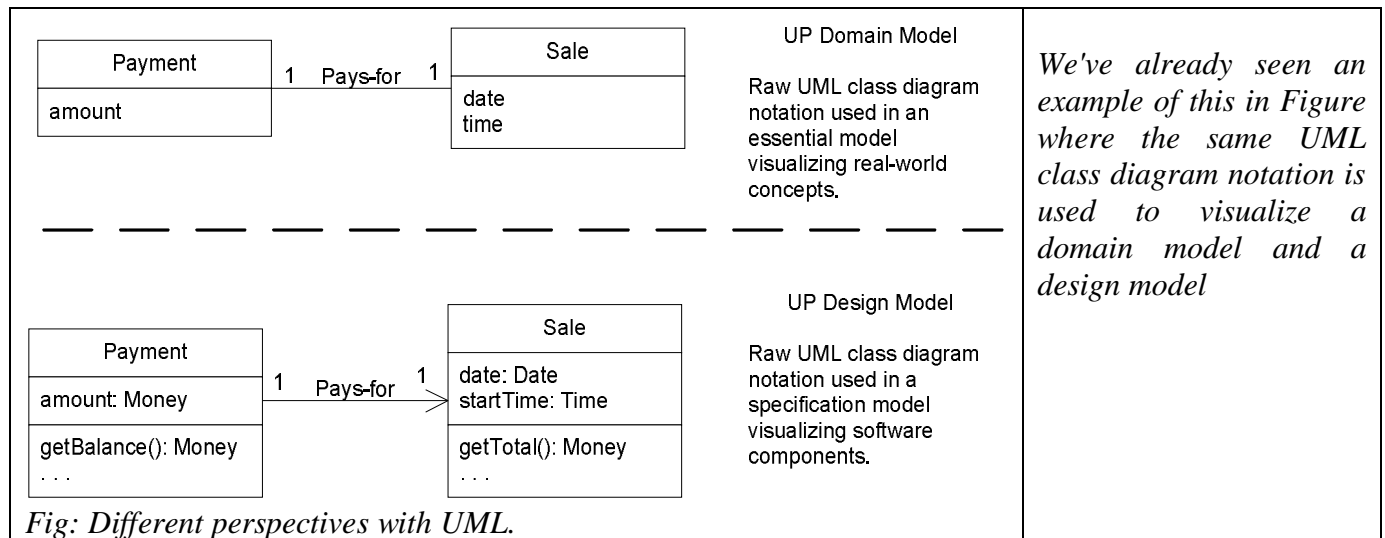 Payment
amount
1 Pays-for 1
Sale
date
time
UP Domain Model
Raw UML class diagram
notation used in an
essential model
visualizing real-world
concepts.
Payment
amount: Money
getBalance(): Money
. . .
1 Pays-for 1
Sale
date: Date
startTime: Time
getTotal(): Money
. . .
UP Design Model
Raw UML class diagram
notation used in a
specification model
visualizing software
components.
Fig: Different perspectives with UML.
We've already seen an
example of this in Figure
where the same UML
class diagram notation is
used to visualize a
domain model and a
design model